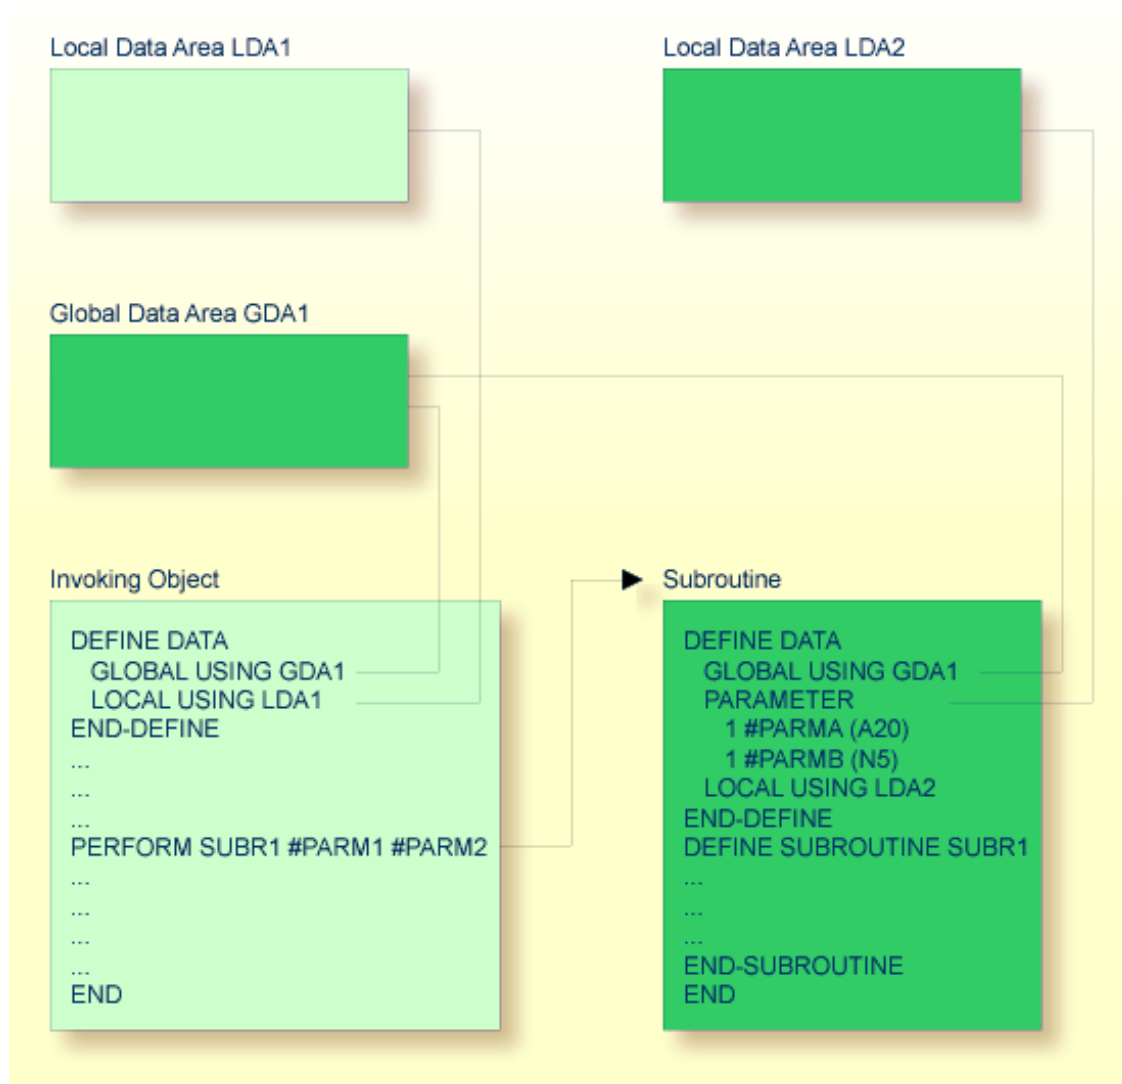 Local Data Area LDA1
Local Data Area LDA2
Global Data Area GDA1
Invoking Object
DEFINE DATA
GLOBAL USING GDA1
LOCAL USING LDA1
END-DEFINE
...
...
...
PERFORM SUBR1 #PARM1 #PARM2
...
...
...
...
END
Subroutine
DEFINE DATA
GLOBAL USING GDA1
PARAMETER
1 #PARMA (A20)
1 #PARMB (N5)
LOCAL USING LDA2
END-DEFINE
DEFINE SUBROUTINE SUBR1
...
...
...
END-SUBROUTINE
END